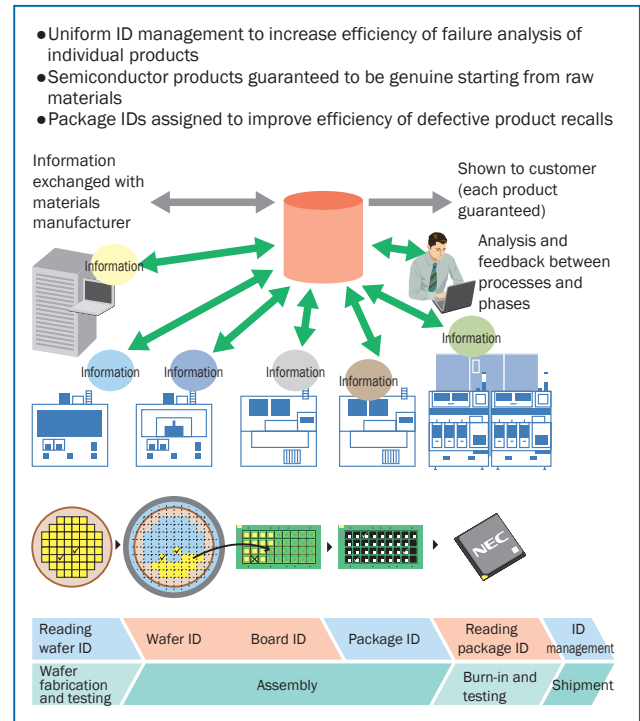 ●Uniform ID management to increase efficiency of failure analysis of
individual products
●Semiconductor products guaranteed to be genuine starting from raw
materials
●Package IDs assigned to improve efficiency of defective product recalls
Information
exchanged with
materials
manufacturer
Shown to customer
(each product
guaranteed)
Analysis and
feedback between
processes and
phases
Information
Information
Information
Information
Information
Information
NEC
Reading
wafer ID
Wafer ID
Board ID
Package ID
Reading
package ID
ID
management
Wafer
fabrication
and testing
Assembly
Burn-in and
testing
Shipment